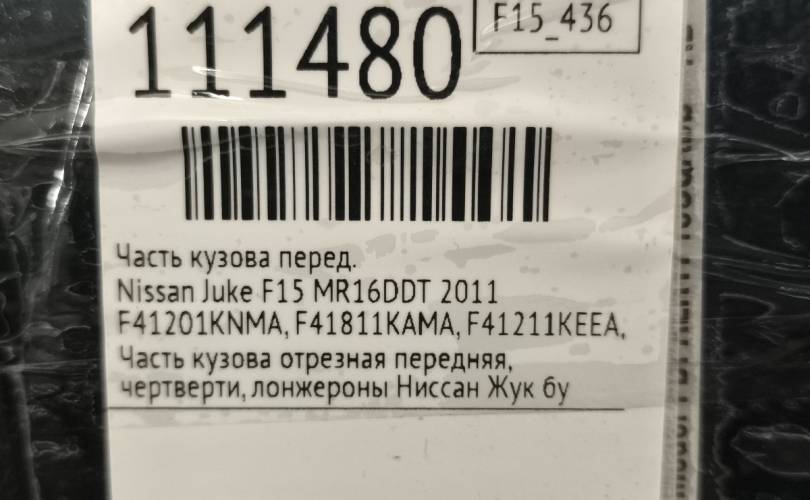 111480
F15_436
Часть кузова перед.
Nissan Juke F15 MR16DDT 2011
F41201KNMA, F41811KAMA, F41211KEEA,
Часть кузова отрезная передняя,
чертверти, лонжероны Ниссан Жук бу